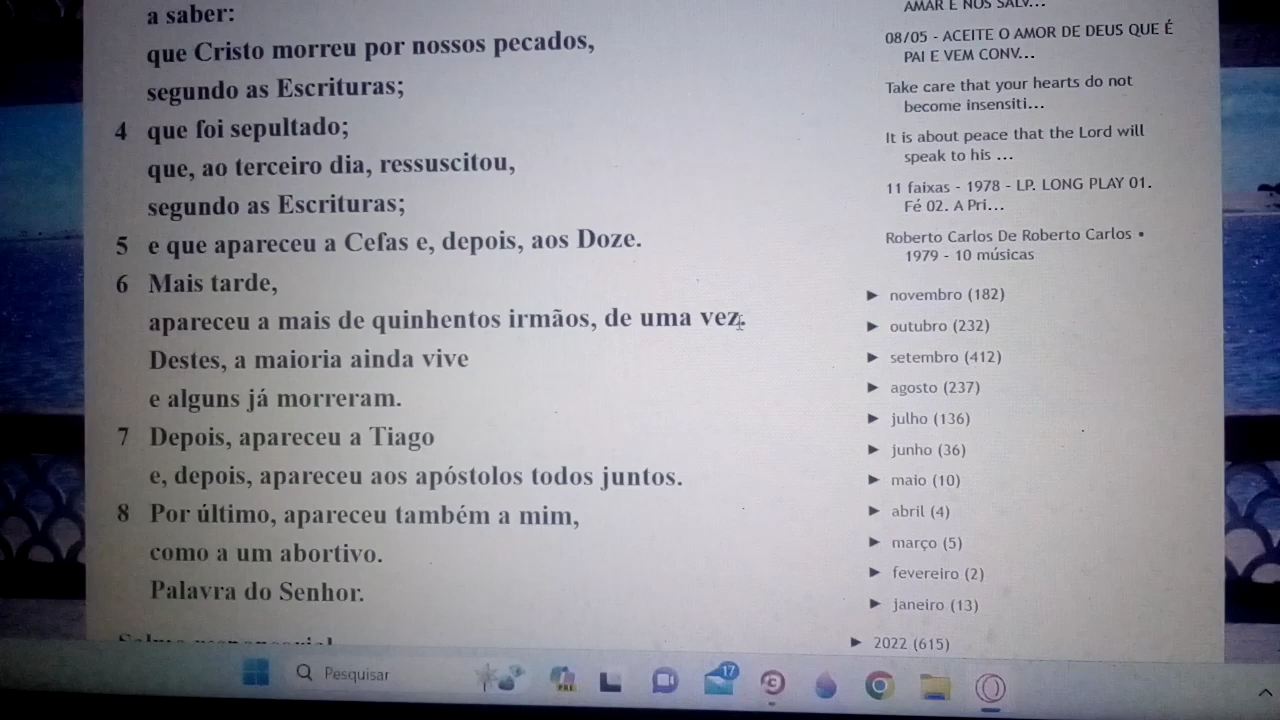 a saber:
que Cristo morreu por nossos pecados,
segundo as Escrituras;
4 que foi sepultado;
que, ao terceiro dia, ressuscitou,
segundo as Escrituras;
5 e que apareceu a Cefas e, depois, aos Doze.
6 Mais tarde,
apareceu a mais de quinhentos irmãos, de uma vez.
Destes, a maioria ainda vive
e alguns já morreram.
7 Depois, apareceu a Tiago
e, depois, apareceu aos apóstolos todos juntos.
8 Por último, apareceu também a mim,
como a um abortivo.
Palavra do Senhor.
AMAR E NOS SALV...
08/05 - ACEITE O AMOR DE DEUS QUE É
PAI E VEM CONV...
Take care that your hearts do not
become insensiti...
It is about peace that the Lord will
speak to his ...
11 faixas - 1978 - LP. LONG PLAY 01.
Fé 02. A Pri...
Roberto Carlos De Roberto Carlos •
1979 - 10 músicas
► novembro (182)
► outubro (232)
► setembro (412)
► agosto (237)
► julho (136)
► junho (36)
► maio (10)
► abril (4)
► março (5)
► fevereiro (2)
► janeiro (13)
► 2022 (615)
Pesquisar
PRE
17